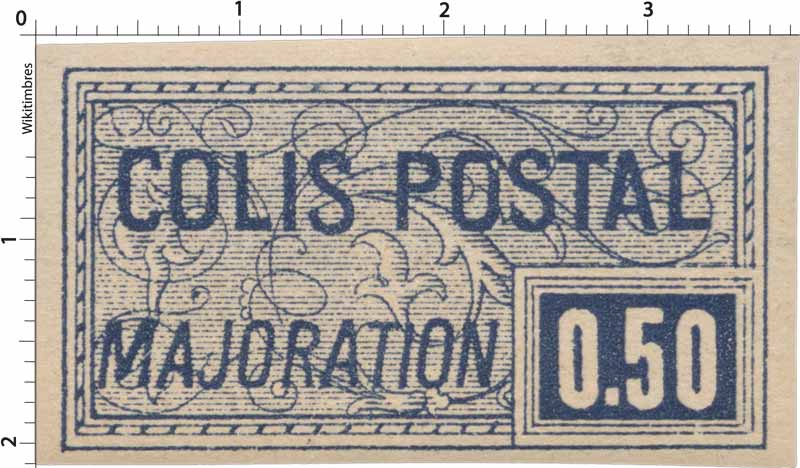 0 1 2 3
Wikitimbres
COLIS POSTAL
1
MAJORATION
0.50
2